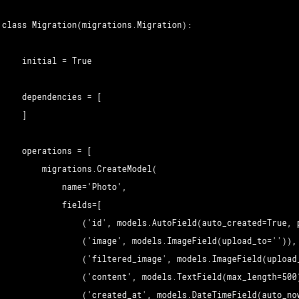 class Migration(migrations.Migration):
initial = True
dependencies = [
]
operations = [
migrations.CreateModel(
name='Photo',
fields=[
('id', models.AutoField(auto_created=True, p
('image', models.ImageField(upload_to='')),
('filtered_image', models.ImageField(upload_
('content', models.TextField(max_length=500
('created_at', models.DateTimeField(auto_now